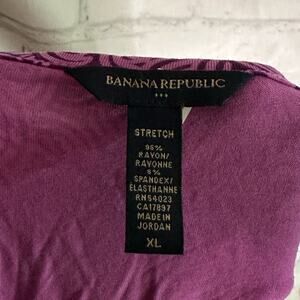 BANANA REPUBLIC
STRETCH
95%
RAYON/
RAYONNE
5%
SPANDEX/
ELASTHANNE
RN54023
CA17897
MADE IN
JORDAN
XL